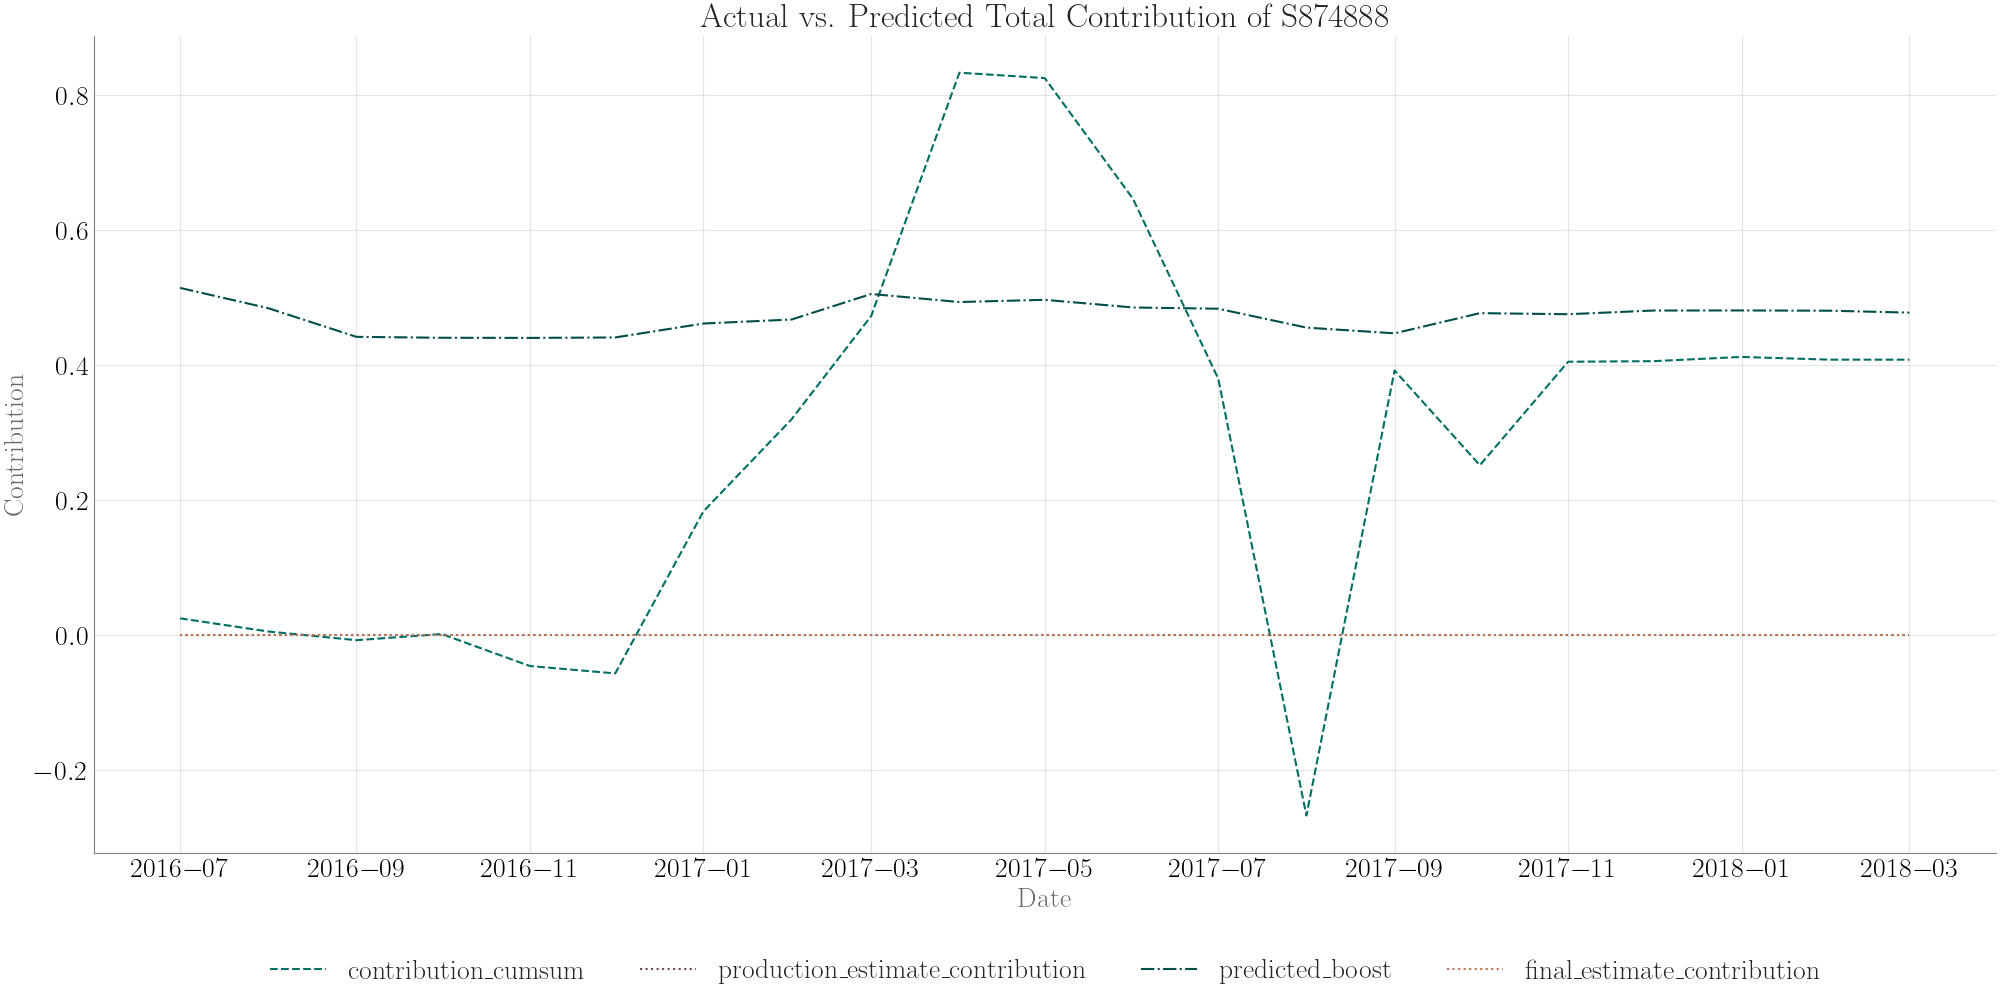 Actual vs. Predicted Total Contribution of S874888
Contribution
0.8
0.6
0.4
0.2
0.0
−0.2
2016−07 2016−09 2016−11 2017−01 2017−03 2017−05 2017−07 2017−09 2017−11 2018−01 2018−03
Date
contribution_cumsum production_estimate_contribution predicted_boost final_estimate_contribution